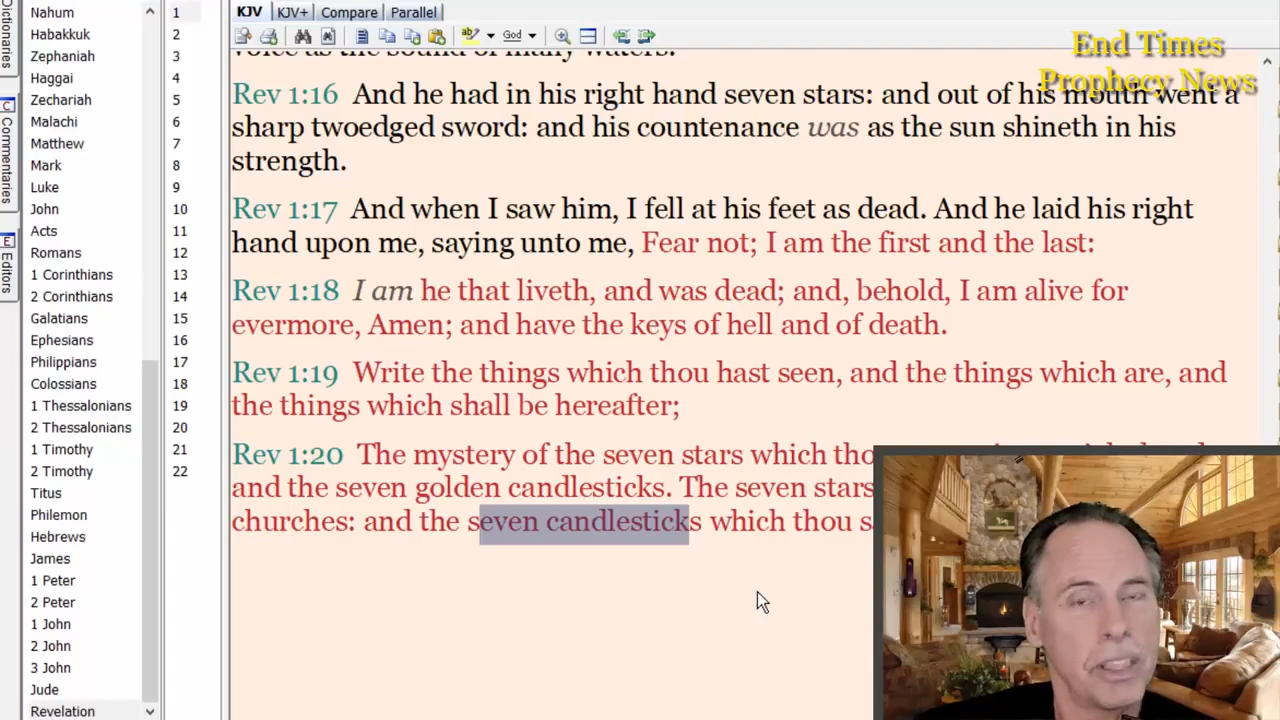 Dictionaries
Commentaries
Editors
C
E
Nahum
Habakkuk
Zephaniah
Haggai
Zechariah
Malachi
Matthew
Mark
Luke
John
Acts
Romans
1 Corinthians
2 Corinthians
Galatians
Ephesians
Philippians
Colossians
1 Thessalonians
2 Thessalonians
1 Timothy
2 Timothy
Titus
Philemon
Hebrews
James
1 Peter
2 Peter
1 John
2 John
3 John
Jude
Revelation
1
2
3
4
5
6
7
8
9
10
11
12
13
14
15
16
17
18
19
20
21
22
KJV KJV+ Compare Parallel
ab God
End Times
Prophecy News
voice as the sound of many waters.
Rev 1:16 And he had in his right hand seven stars: and out of his mouth went a
sharp twoedged sword: and his countenance was as the sun shineth in his
strength.
Rev 1:17 And when I saw him, I fell at his feet as dead. And he laid his right
hand upon me, saying unto me, Fear not; I am the first and the last:
Rev 1:18 I am he that liveth, and was dead; and, behold, I am alive for
evermore, Amen; and have the keys of hell and of death.
Rev 1:19 Write the things which thou hast seen, and the things which are, and
the things which shall be hereafter;
Rev 1:20 The mystery of the seven stars which
and the seven golden candlesticks. The seven stars
churches: and the seven candlesticks which thou